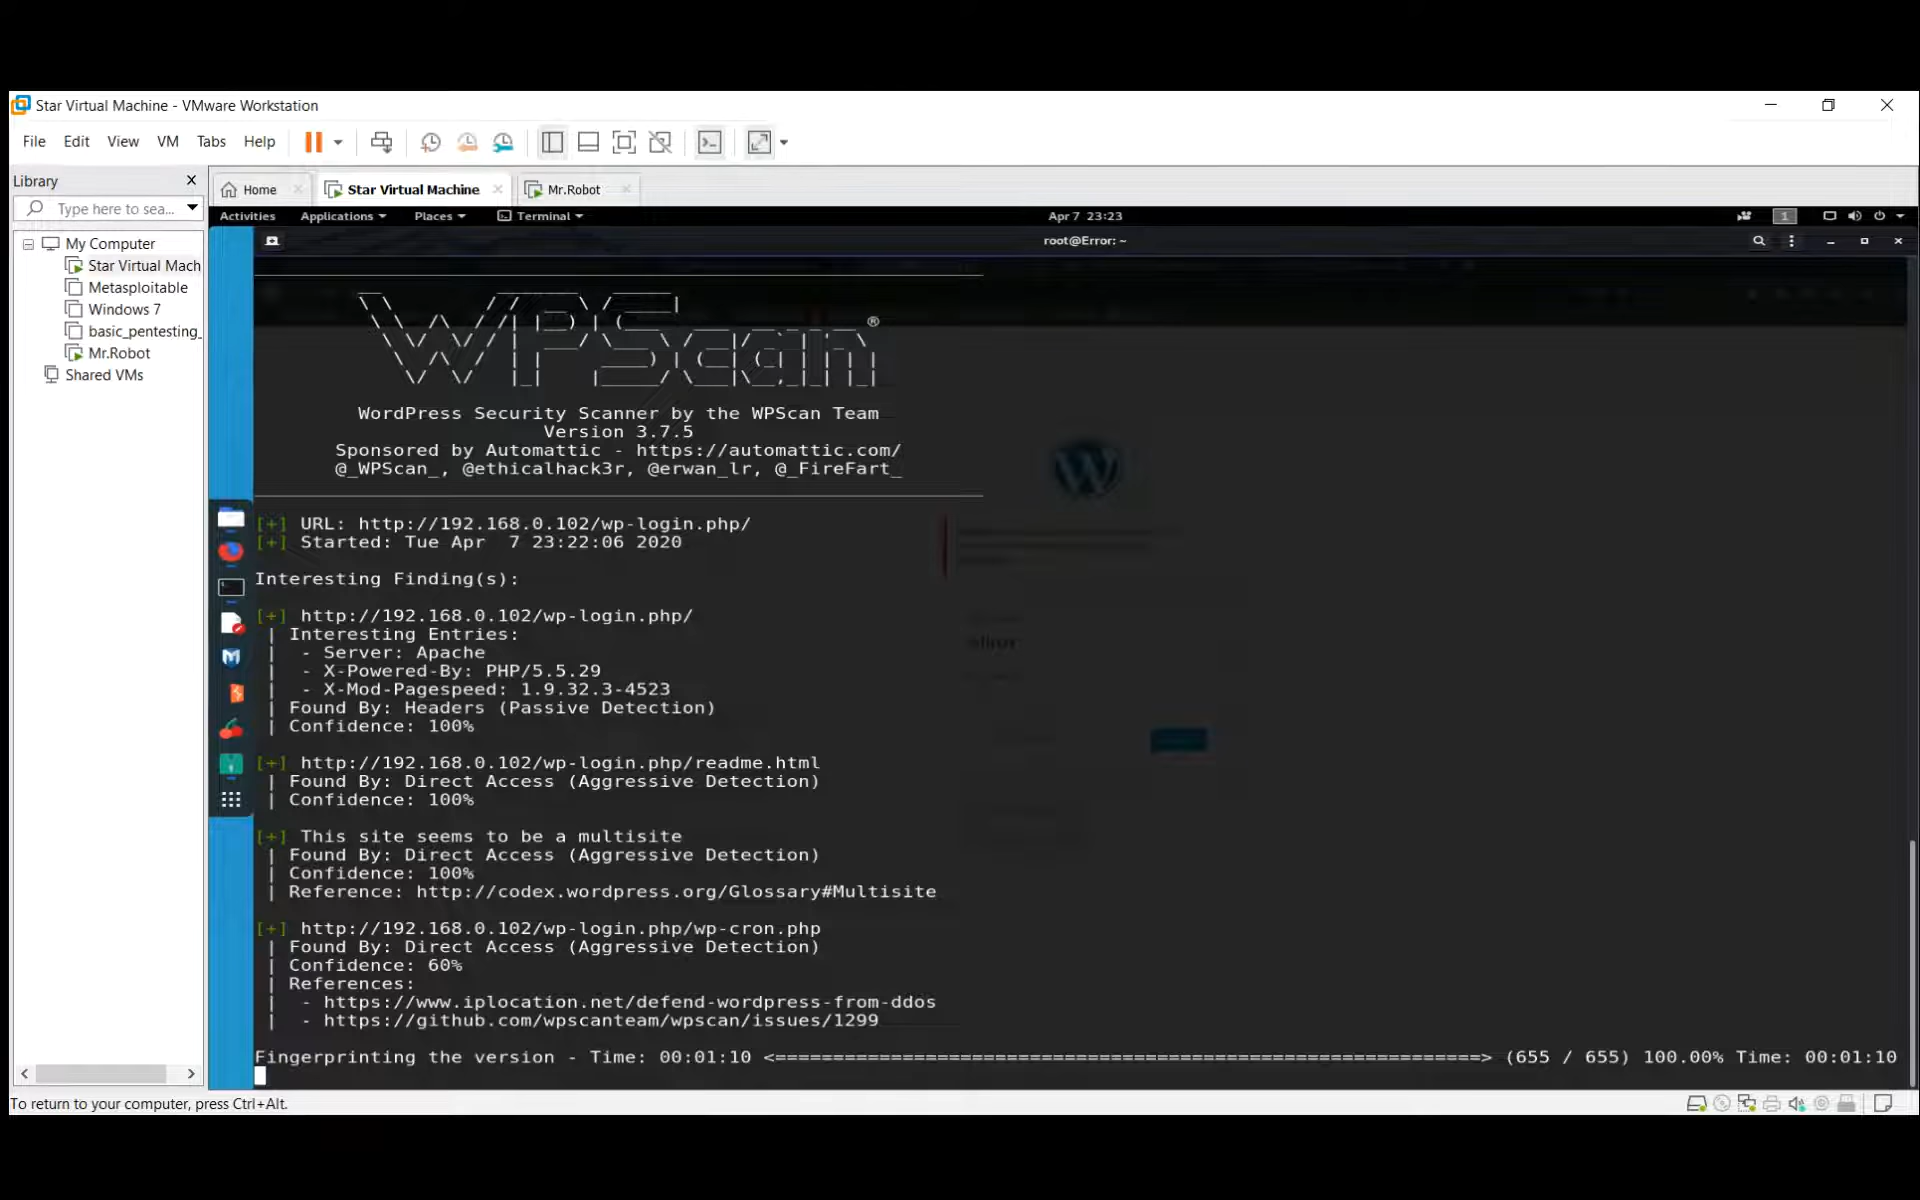 Star Virtual Machine - VMware Workstation
File Edit View VM Tabs Help
Library
Home
Star Virtual Machine
Mr.Robot
Type here to sea...
Activities Applications Places Terminal Apr 7 23:23 1
My Computer
Star Virtual Mach
Metasploitable
Windows 7
basic_pentesting_
Mr.Robot
Shared VMs
root@Error: ~
WPScan ®
WordPress Security Scanner by the WPScan Team
Version 3.7.5
Sponsored by Automattic - https://automattic.com/
@_WPScan_, @ethicalhack3r, @erwan_lr, @_FireFart_
[+] URL: http://192.168.0.102/wp-login.php/
[+] Started: Tue Apr  7 23:22:06 2020
Interesting Finding(s):
[+] http://192.168.0.102/wp-login.php/
| Interesting Entries:
|  - Server: Apache
|  - X-Powered-By: PHP/5.5.29
|  - X-Mod-Pagespeed: 1.9.32.3-4523
| Found By: Headers (Passive Detection)
| Confidence: 100%
[+] http://192.168.0.102/wp-login.php/readme.html
| Found By: Direct Access (Aggressive Detection)
| Confidence: 100%
[+] This site seems to be a multisite
| Found By: Direct Access (Aggressive Detection)
| Confidence: 100%
| Reference: http://codex.wordpress.org/Glossary#Multisite
[+] http://192.168.0.102/wp-login.php/wp-cron.php
| Found By: Direct Access (Aggressive Detection)
| Confidence: 60%
| References:
|  - https://www.iplocation.net/defend-wordpress-from-ddos
|  - https://github.com/wpscanteam/wpscan/issues/1299
Fingerprinting the version - Time: 00:01:10 <=============================================================> (655 / 655) 100.00% Time: 00:01:10
To return to your computer, press Ctrl+Alt.